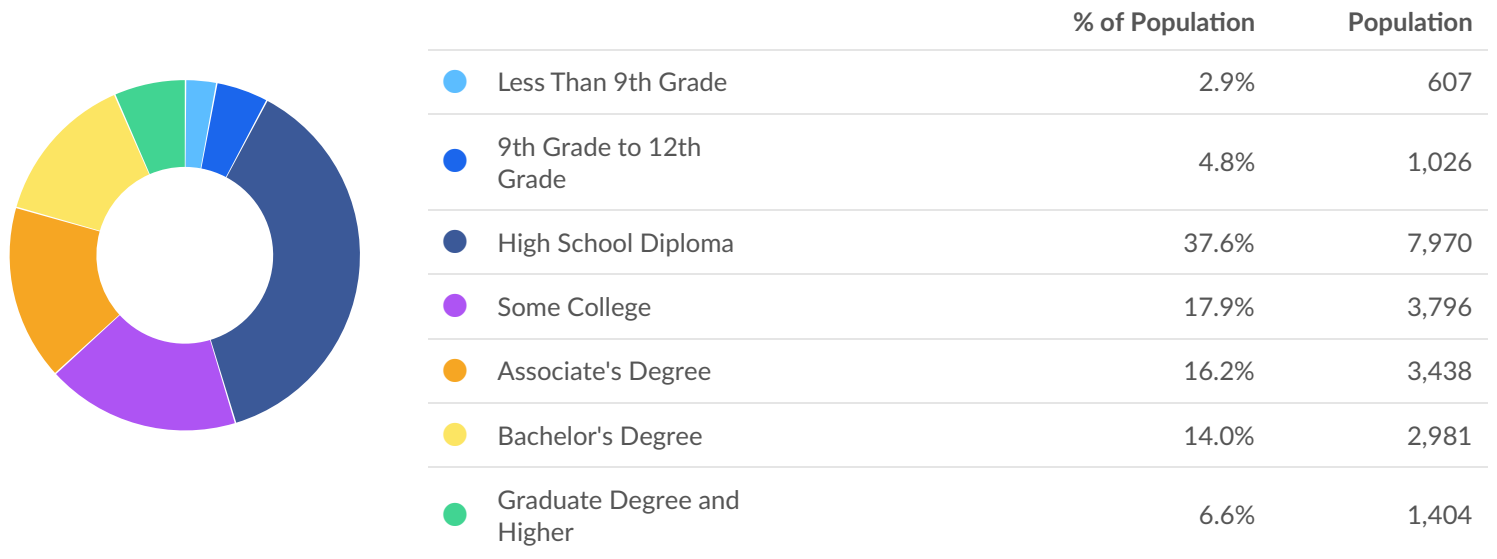 % of Population Population
Less Than 9th Grade 2.9% 607
9th Grade to 12th
Grade 4.8% 1,026
High School Diploma 37.6% 7,970
Some College 17.9% 3,796
Associate's Degree 16.2% 3,438
Bachelor's Degree 14.0% 2,981
Graduate Degree and
Higher 6.6% 1,404